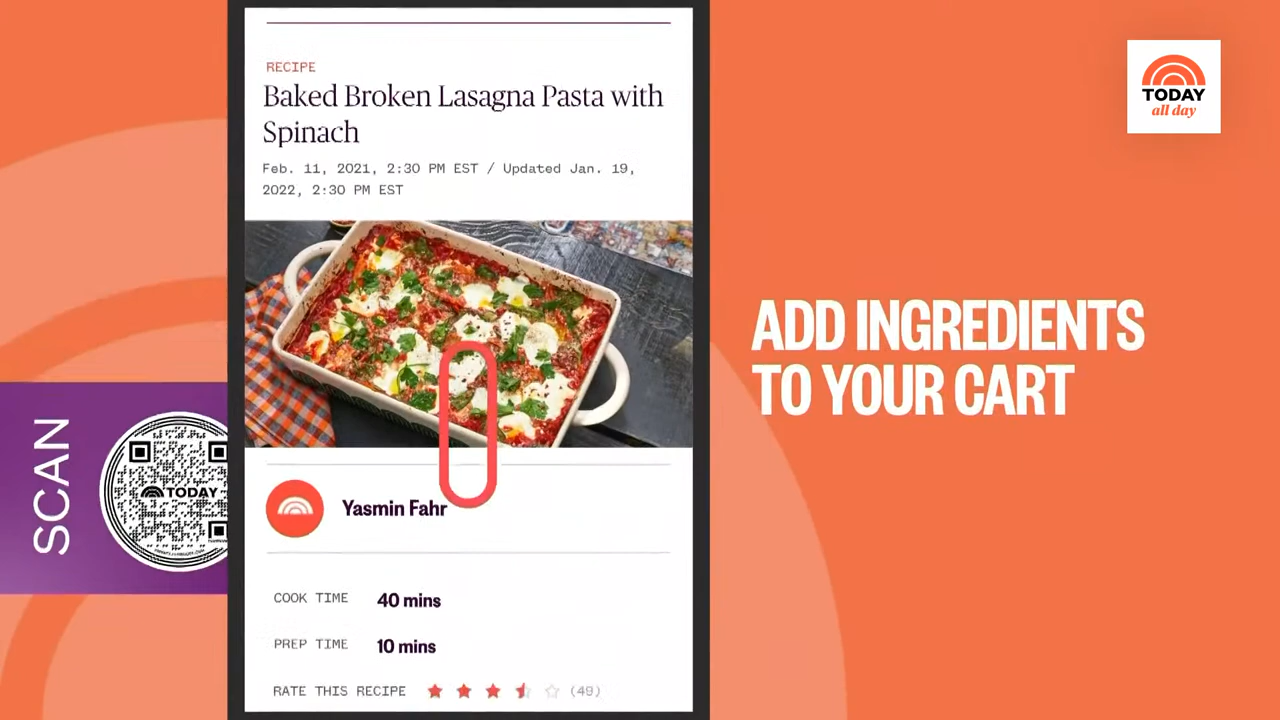 RECIPE
Baked Broken Lasagna Pasta with
Spinach
Feb. 11, 2021, 2:30 PM EST / Updated Jan. 19,
2022, 2:30 PM EST
Yasmin Fahr
COOK TIME 40 mins
PREP TIME 10 mins
RATE THIS RECIPE (49)
SCAN
TODAY
ADD INGREDIENTS
TO YOUR CART
TODAY
all day